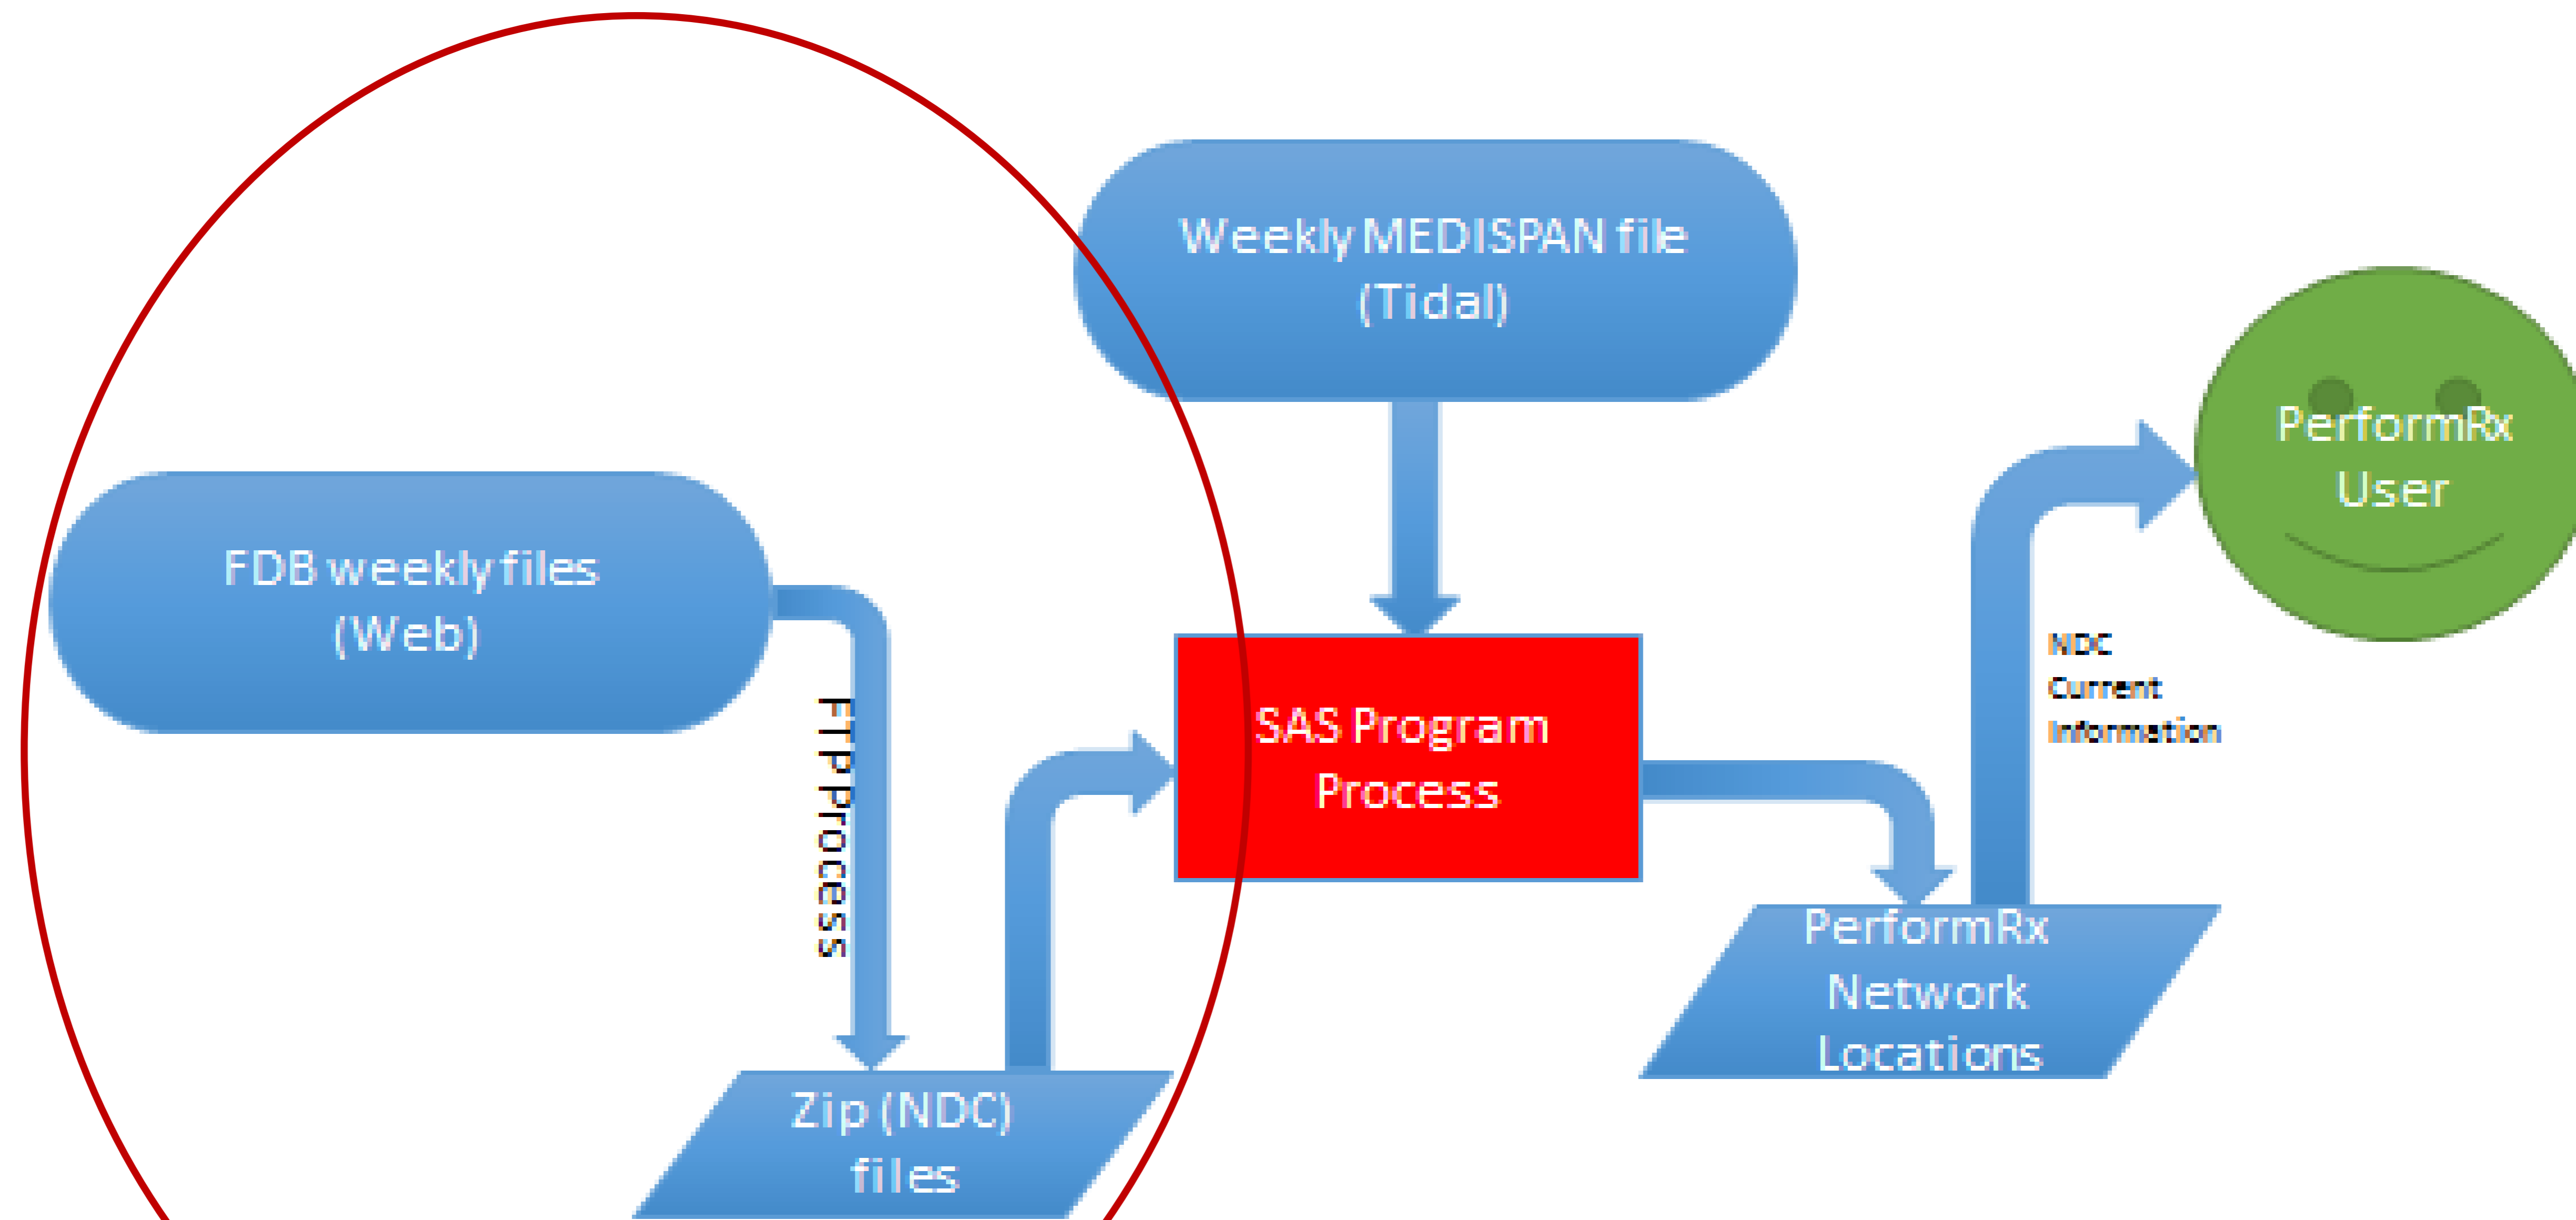 Weekly MEDISPAN file
(Tidal)
PerformRx
User
FDB weekly files
(Web)
FTP Process
NDC
Current
Information
SAS Program
Process
PerformRx
Network
Locations
Zip (NDC)
files